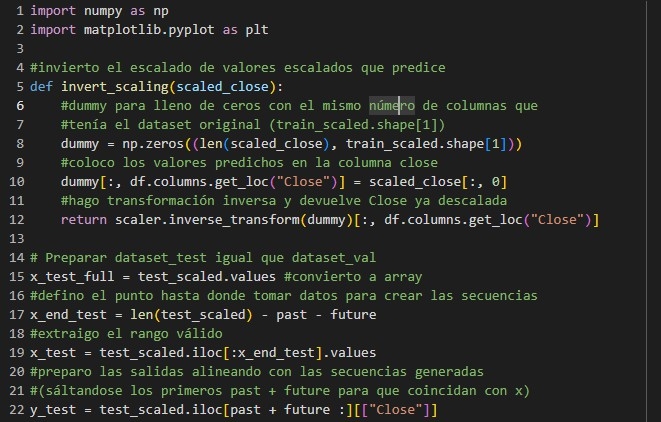 1 import numpy as np
2 import matplotlib.pyplot as plt
3
4 #invierto el escalado de valores escalados que predice
5 def invert_scaling(scaled_close):
6     #dummy para lleno de ceros con el mismo número de columnas que
7     #tenía el dataset original (train_scaled.shape[1])
8     dummy = np.zeros((len(scaled_close), train_scaled.shape[1]))
9     #coloco los valores predichos en la columna close
10     dummy[:, df.columns.get_loc("Close")] = scaled_close[:, 0]
11     #hago transformación inversa y devuelve Close ya descalada
12     return scaler.inverse_transform(dummy)[:, df.columns.get_loc("Close")]
13
14 # Preparar dataset_test igual que dataset_val
15 x_test_full = test_scaled.values #convierto a array
16 #defino el punto hasta donde tomar datos para crear las secuencias
17 x_end_test = len(test_scaled) - past - future
18 #extraigo el rango válido
19 x_test = test_scaled.iloc[:x_end_test].values
20 #preparo las salidas alineando con las secuencias generadas
21 #(sáltandose los primeros past + future para que coincidan con x)
22 y_test = test_scaled.iloc[past + future :][["Close"]]